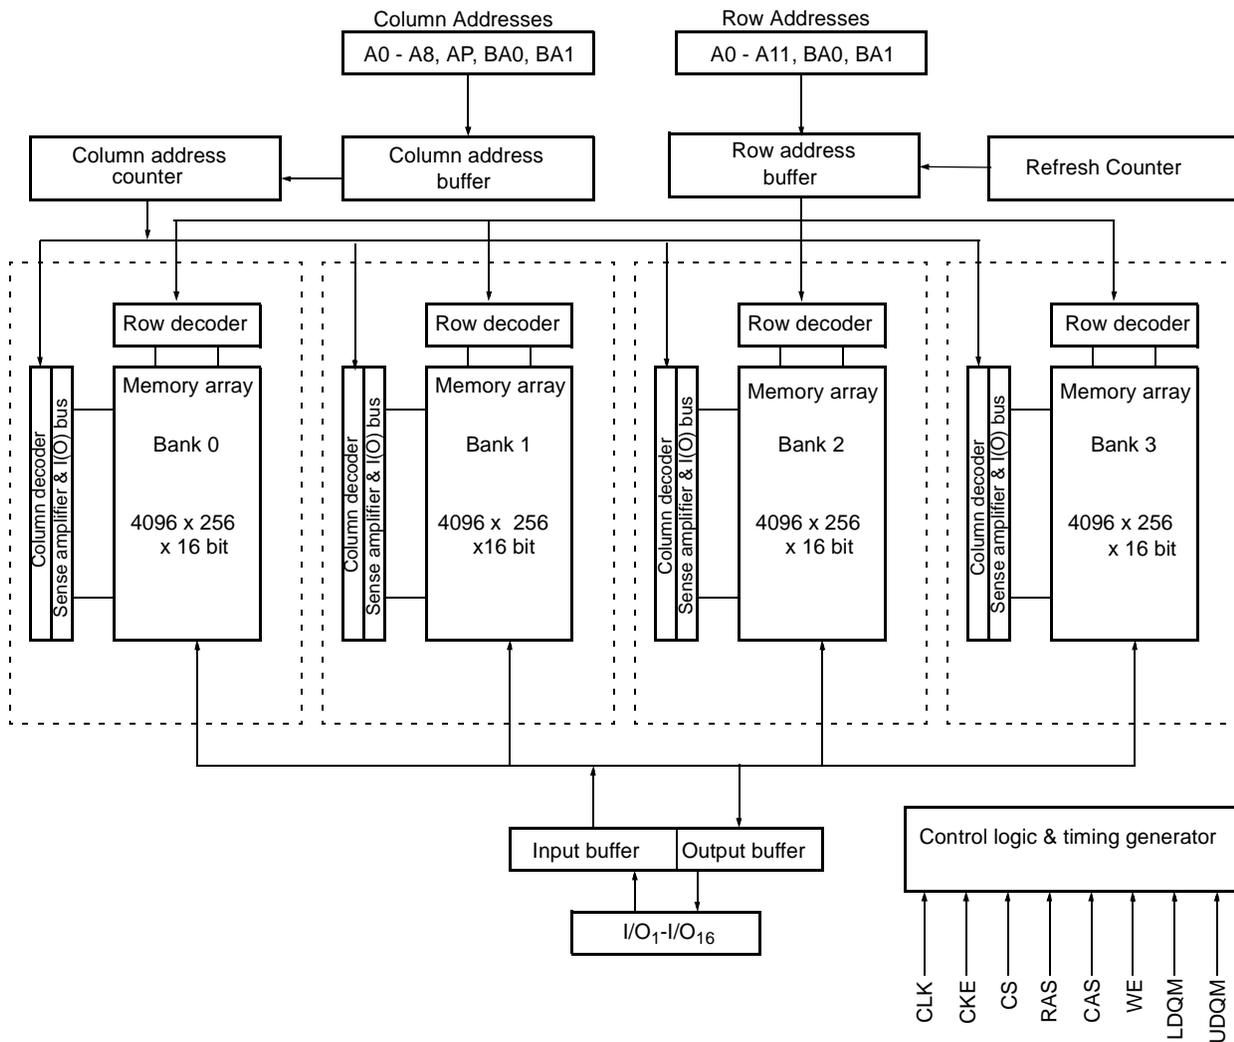 Column Addresses
Row Addresses
A0 - A8, AP, BA0, BA1
A0 - A11, BA0, BA1
Column address
counter
Column address
buffer
Row address
buffer
Refresh Counter
Row decoder
Row decoder
Row decoder
Row decoder
Column decoder
Sense amplifier & I(O) bus
Memory array
Bank 0
4096 x 256
x 16 bit
Column decoder
Sense amplifier & I(O) bus
Memory array
Bank 1
4096 x 256
x16 bit
Column decoder
Sense amplifier & I(O) bus
Memory array
Bank 2
4096 x 256
x 16 bit
Column decoder
Sense amplifier & I(O) bus
Memory array
Bank 3
4096 x 256
x 16 bit
Input buffer
Output buffer
I/O1-I/O16
Control logic & timing generator
CLK
CKE
CS
RAS
CAS
WE
LDQM
UDQM